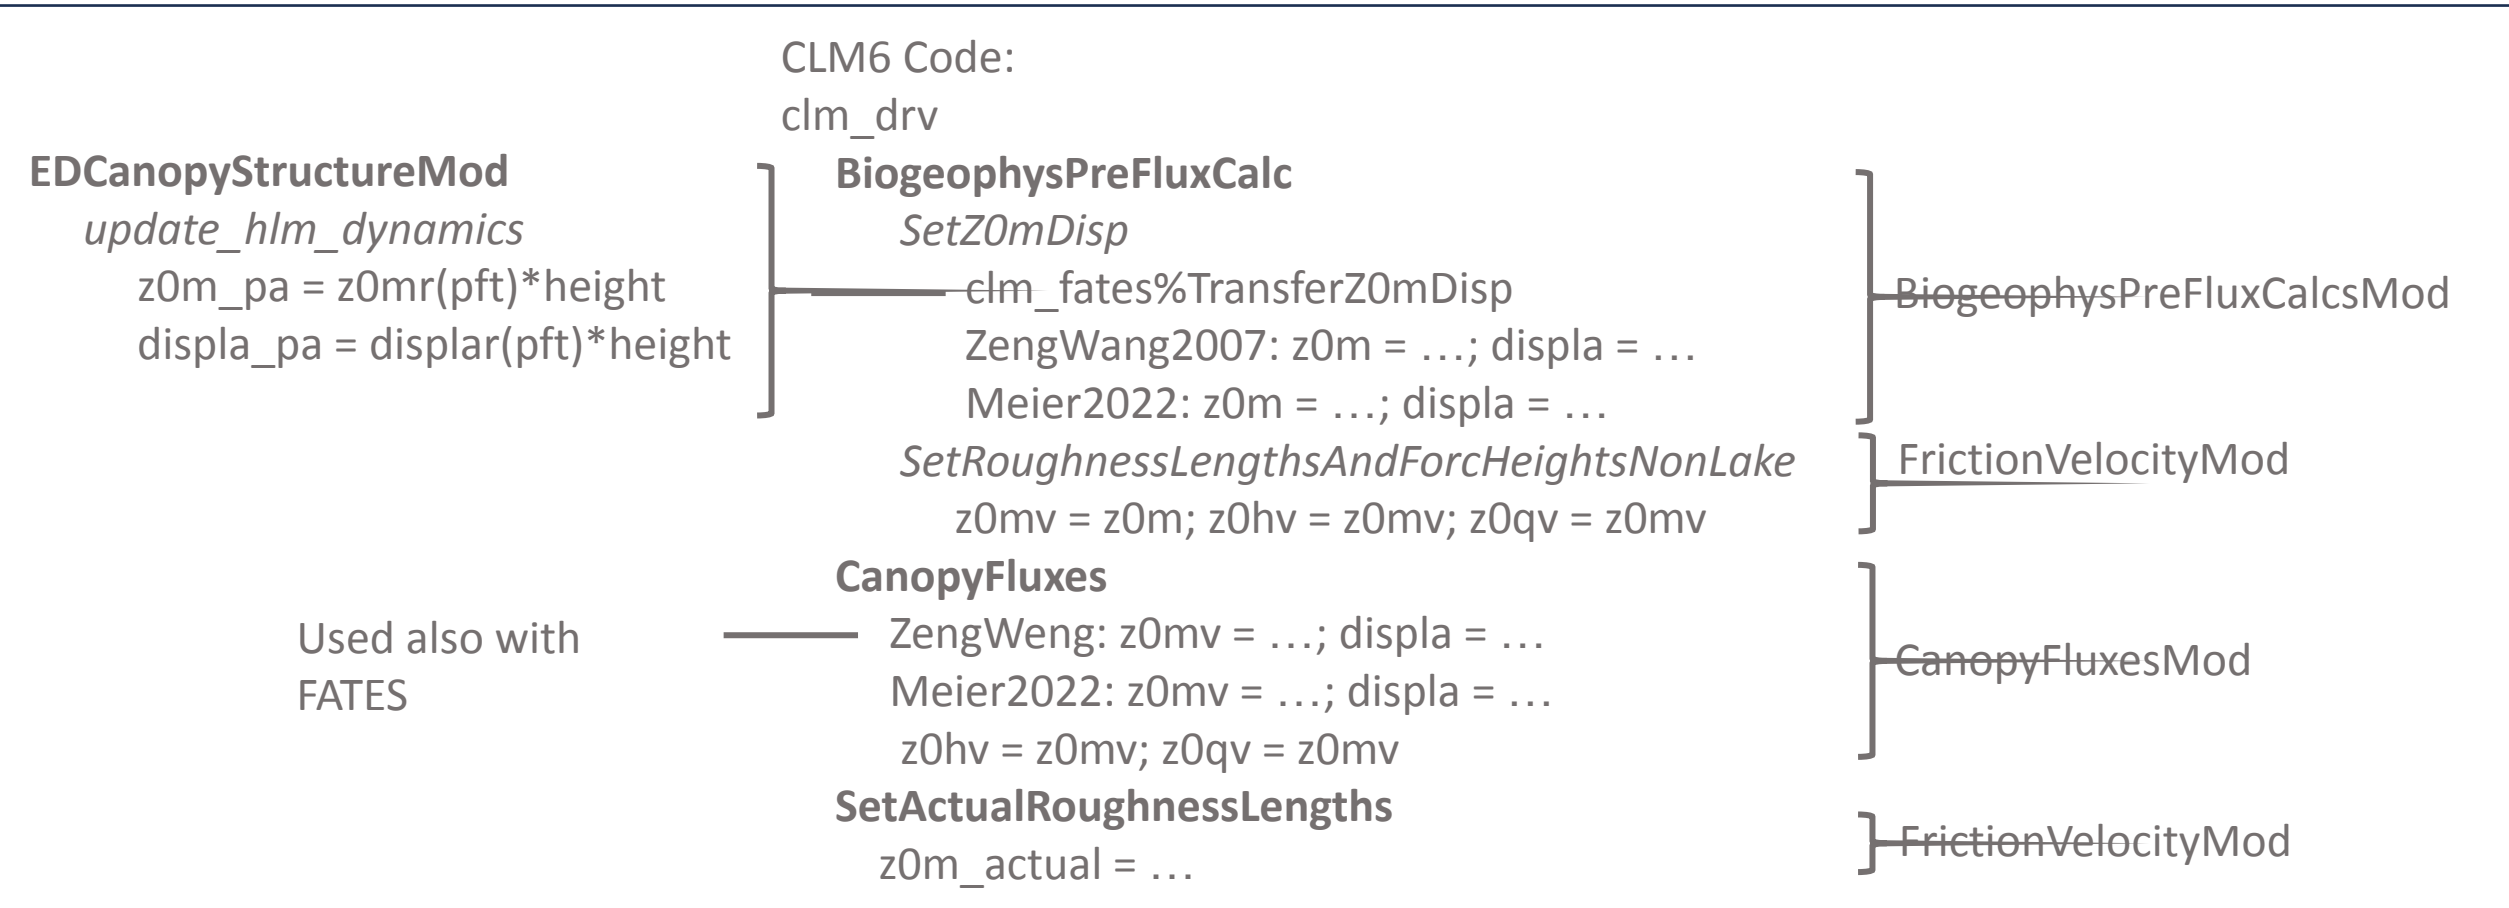 CLM6 Code:
clm_drv
EDCanopyStructureMod
update_hlm_dynamics
z0m_pa = z0mr(pft)*height
displa_pa = displar(pft)*height
BiogeophysPreFluxCalc
SetZ0mDisp
clm_fates%TransferZ0mDisp
ZengWang2007: z0m = …; displa = …
Meier2022: z0m = …; displa = …
BiogeophysPreFluxCalcsMod
SetRoughnessLengthsAndForcHeightsNonLake
z0mv = z0m; z0hv = z0mv; z0qv = z0mv
FrictionVelocityMod
CanopyFluxes
Used also with
FATES
ZengWeng: z0mv = …; displa = …
Meier2022: z0mv = …; displa = …
z0hv = z0mv; z0qv = z0mv
CanopyFluxesMod
SetActualRoughnessLengths
z0m_actual = …
FrictionVelocityMod